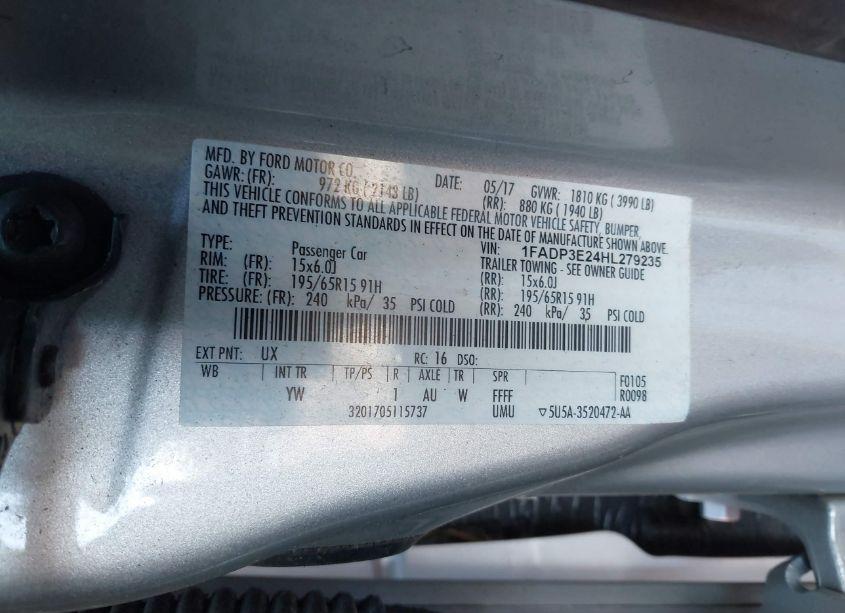 MFD. BY FORD MOTOR CO.
DATE: 05/17 GVWR: 1810 KG ( 3990 LB)
GAWR: (FR): 972 KG ( 2143 LB) (RR): 880 KG ( 1940 LB)
THIS VEHICLE CONFORMS TO ALL APPLICABLE FEDERAL MOTOR VEHICLE SAFETY, BUMPER,
AND THEFT PREVENTION STANDARDS IN EFFECT ON THE DATE OF MANUFACTURE SHOWN ABOVE.
VIN: 1FADP3E24HL279235
TYPE: Passenger Car TRAILER TOWING - SEE OWNER GUIDE
RIM: (FR): 15x6.0J (RR): 15x6.0J
TIRE: (FR): 195/65R15 91H (RR): 195/65R15 91H
PRESSURE: (FR): 240 kPa/ 35 PSI COLD (RR): 240 kPa/ 35 PSI COLD
EXT PNT: UX RC: 16 DSO:
WB INT TR TP/PS R AXLE TR SPR F0105
YW 1 AU W FFFF R0098
3201705115737 UMU ▽5U5A-3520472-AA